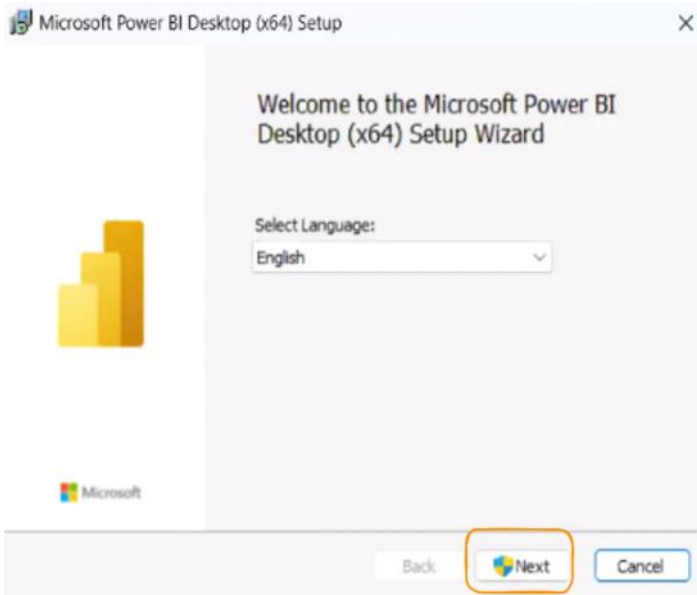 Microsoft Power BI Desktop (x64) Setup
Welcome to the Microsoft Power BI
Desktop (x64) Setup Wizard
Select Language:
English
Microsoft
Back Next Cancel